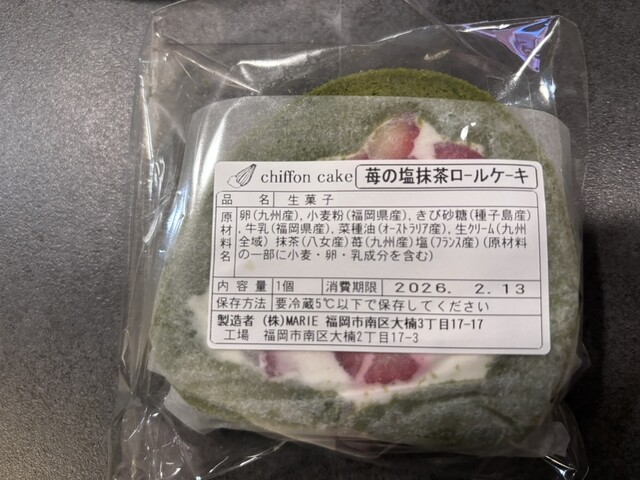 chiffon cake 苺の塩抹茶ロールケーキ
品名 生菓子
原材料名 卵(九州産), 小麦粉(福岡県産), きび砂糖(種子島産)
, 牛乳(福岡県産), 菜種油(オーストラリア産), 生クリーム(九州
全域) 抹茶(八女産)苺(九州産)塩(フランス産) (原材料
の一部に小麦・卵・乳成分を含む)
内容量 1個 消費期限 2026. 2.13
保存方法 要冷蔵5℃以下で保存してください
製造者 (株)MARIE 福岡市南区大楠3丁目17-17
工場 福岡市南区大楠2丁目17-3